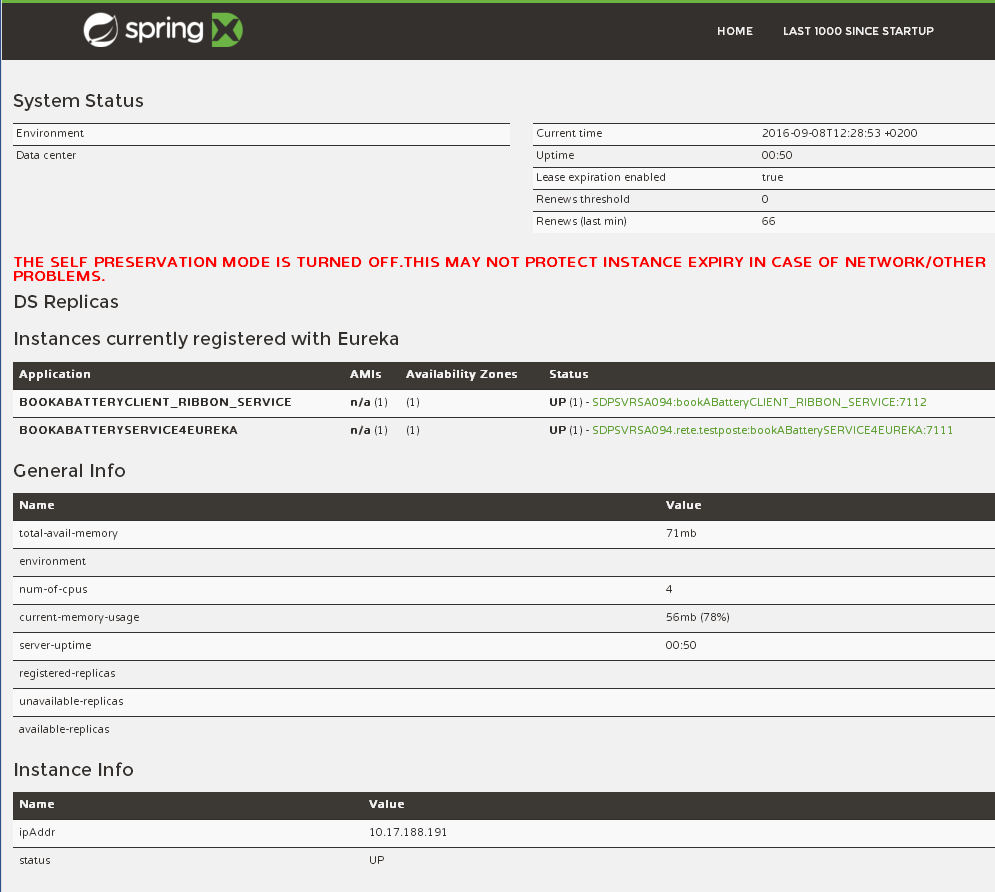 spring
HOME LAST 1000 SINCE STARTUP
System Status
Environment
Data center
Current time 2016-09-08T12:28:53 +0200
Uptime 00:50
Lease expiration enabled true
Renews threshold 0
Renews (last min) 66
THE SELF PRESERVATION MODE IS TURNED OFF.THIS MAY NOT PROTECT INSTANCE EXPIRY IN CASE OF NETWORK/OTHER
PROBLEMS.
DS Replicas
Instances currently registered with Eureka
Application AMIs Availability Zones Status
BOOKABATTERYCLIENT_RIBBON_SERVICE n/a (1) (1) UP (1) - SDPSVRSA094:bookABatteryCLIENT_RIBBON_SERVICE:7112
BOOKABATTERYSERVICE4EUREKA n/a (1) (1) UP (1) - SDPSVRSA094.rete.testposte:bookABatterySERVICE4EUREKA:7111
General Info
Name Value
total-avail-memory 71mb
environment
num-of-cpus 4
current-memory-usage 56mb (78%)
server-uptime 00:50
registered-replicas
unavailable-replicas
available-replicas
Instance Info
Name Value
ipAddr 10.17.188.191
status UP